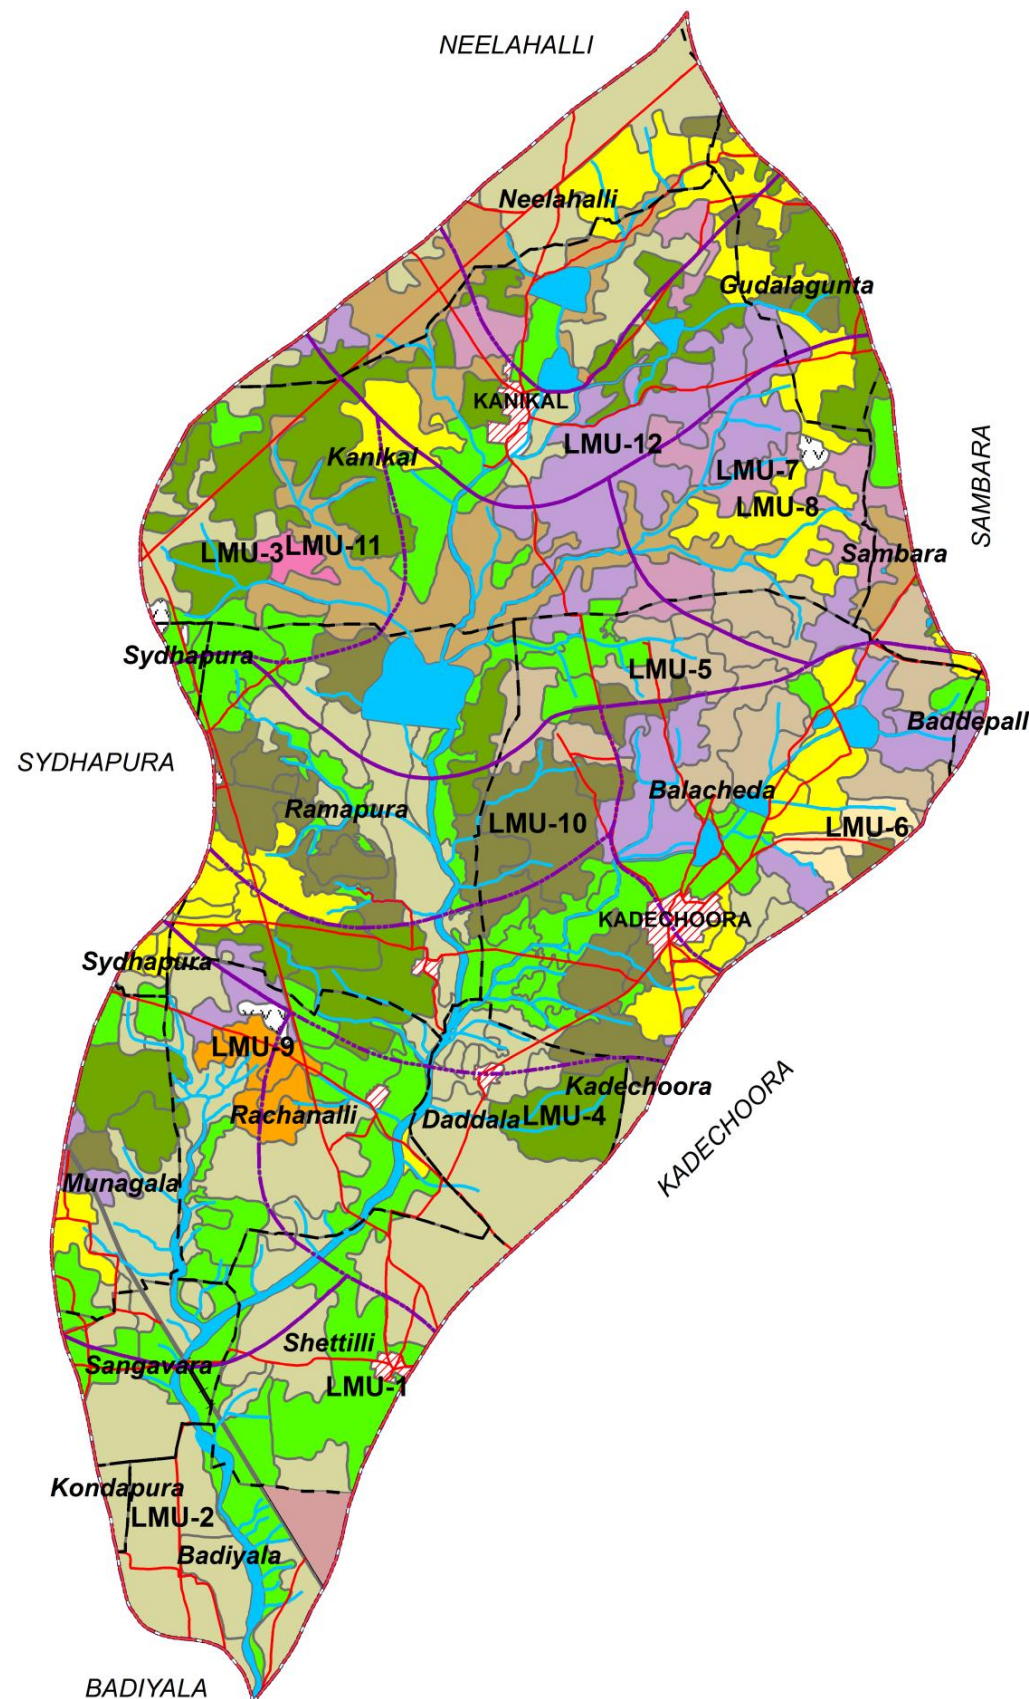 NEELAHALLI
Neelahalli
Gudalagunta
KANIKAL
LMU-12
Kanikal
LMU-7
LMU-8
SAMBARA
LMU-3
LMU-11
Sambara
Sydhapura
LMU-5
Baddepall
SYDHAPURA
Balacheda
Ramapura
LMU-10
LMU-6
KADECHOORA
Sydhapura
LMU-9
Kadechoora
Rachanalli
Daddala
LMU-4
KADECHOORA
Munagala
Shettilli
Sangavara
LMU-1
Kondapura
LMU-2
Badiyala
BADIYALA